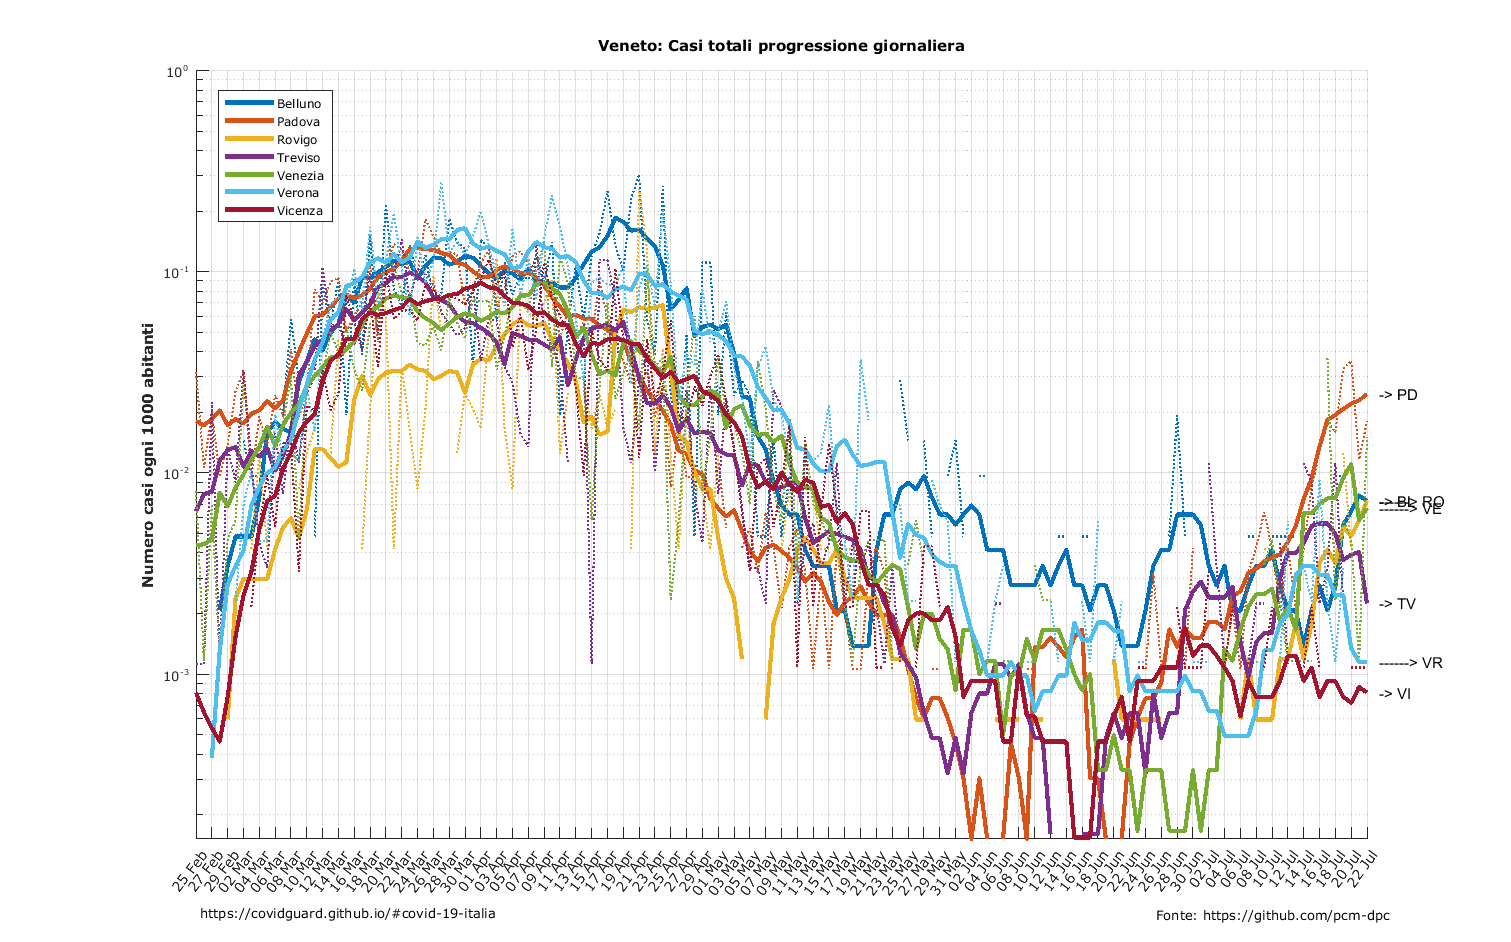 Veneto: Casi totali progressione giornaliera
Numero casi ogni 1000 abitanti
10⁰
10⁻¹
10⁻²
10⁻³
Belluno
Padova
Rovigo
Treviso
Venezia
Verona
Vicenza
-> PD
-> BL
-> RO
------> VE
-> TV
------> VR
-> VI
25 Feb
27 Feb
29 Feb
02 Mar
04 Mar
06 Mar
08 Mar
10 Mar
12 Mar
14 Mar
16 Mar
18 Mar
20 Mar
22 Mar
24 Mar
26 Mar
28 Mar
30 Mar
01 Apr
03 Apr
05 Apr
07 Apr
09 Apr
11 Apr
13 Apr
15 Apr
17 Apr
19 Apr
21 Apr
23 Apr
25 Apr
27 Apr
29 Apr
01 May
03 May
05 May
07 May
09 May
11 May
13 May
15 May
17 May
19 May
21 May
23 May
25 May
27 May
29 May
31 May
02 Jun
04 Jun
06 Jun
08 Jun
10 Jun
12 Jun
14 Jun
16 Jun
18 Jun
20 Jun
22 Jun
24 Jun
26 Jun
28 Jun
30 Jun
02 Jul
04 Jul
06 Jul
08 Jul
10 Jul
12 Jul
14 Jul
16 Jul
18 Jul
20 Jul
22 Jul
https://covidguard.github.io/#covid-19-italia
Fonte: https://github.com/pcm-dpc